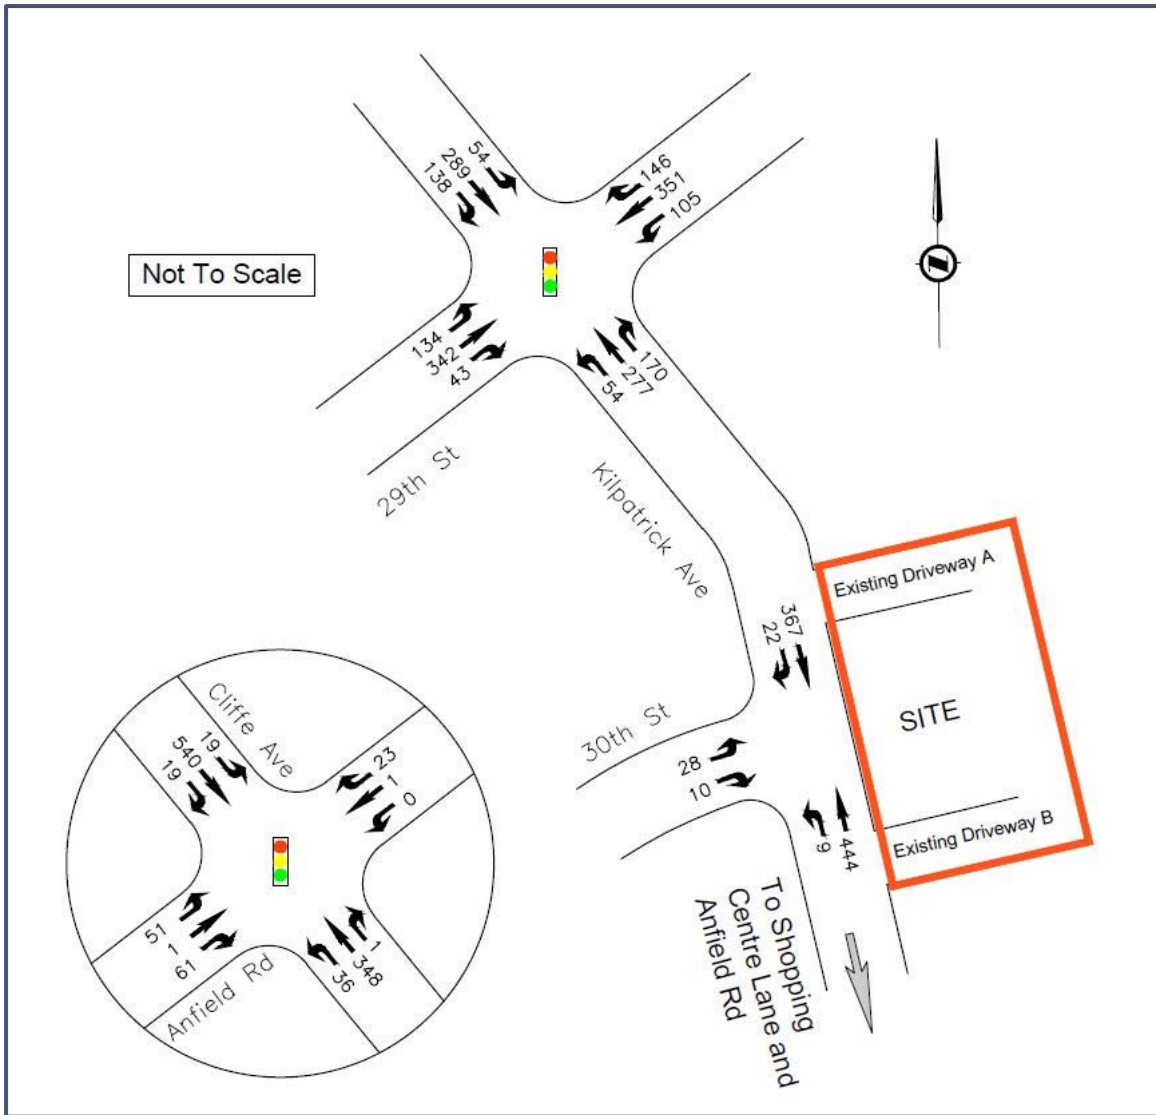 54
289
138
146
351
105
Not To Scale
134
342
43
170
277
54
29th St
Kilpatrick Ave
Existing Driveway A
367
22
SITE
30th St
28
10
9
444
Existing Driveway B
To Shopping
Centre Lane and
Anfield Rd
Cliffe Ave
19
540
19
23
1
0
51
1
61
1
348
36
Anfield Rd